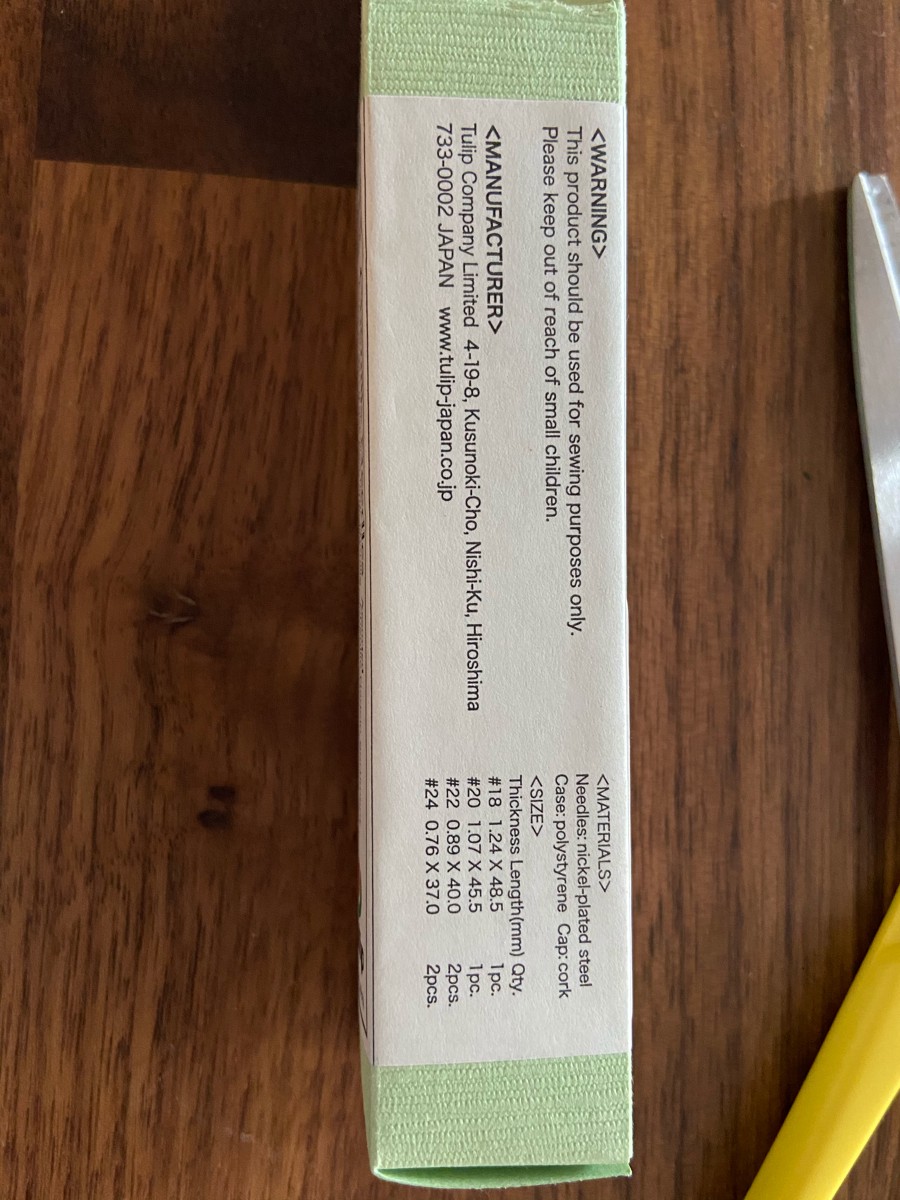 <WARNING>
This product should be used for sewing purposes only.
Please keep out of reach of small children.
<MANUFACTURER>
Tulip Company Limited 4-19-8, Kusunoki-Cho, Nishi-Ku, Hiroshima
733-0002 JAPAN www.tulip-japan.co.jp
<MATERIALS>
Needles: nickel-plated steel
Case: polystyrene Cap: cork
<SIZE>
Thickness Length(mm) Qty.
#18 1.24 X 48.5 1pc.
#20 1.07 X 45.5 1pc.
#22 0.89 X 40.0 2pcs.
#24 0.76 X 37.0 2pcs.